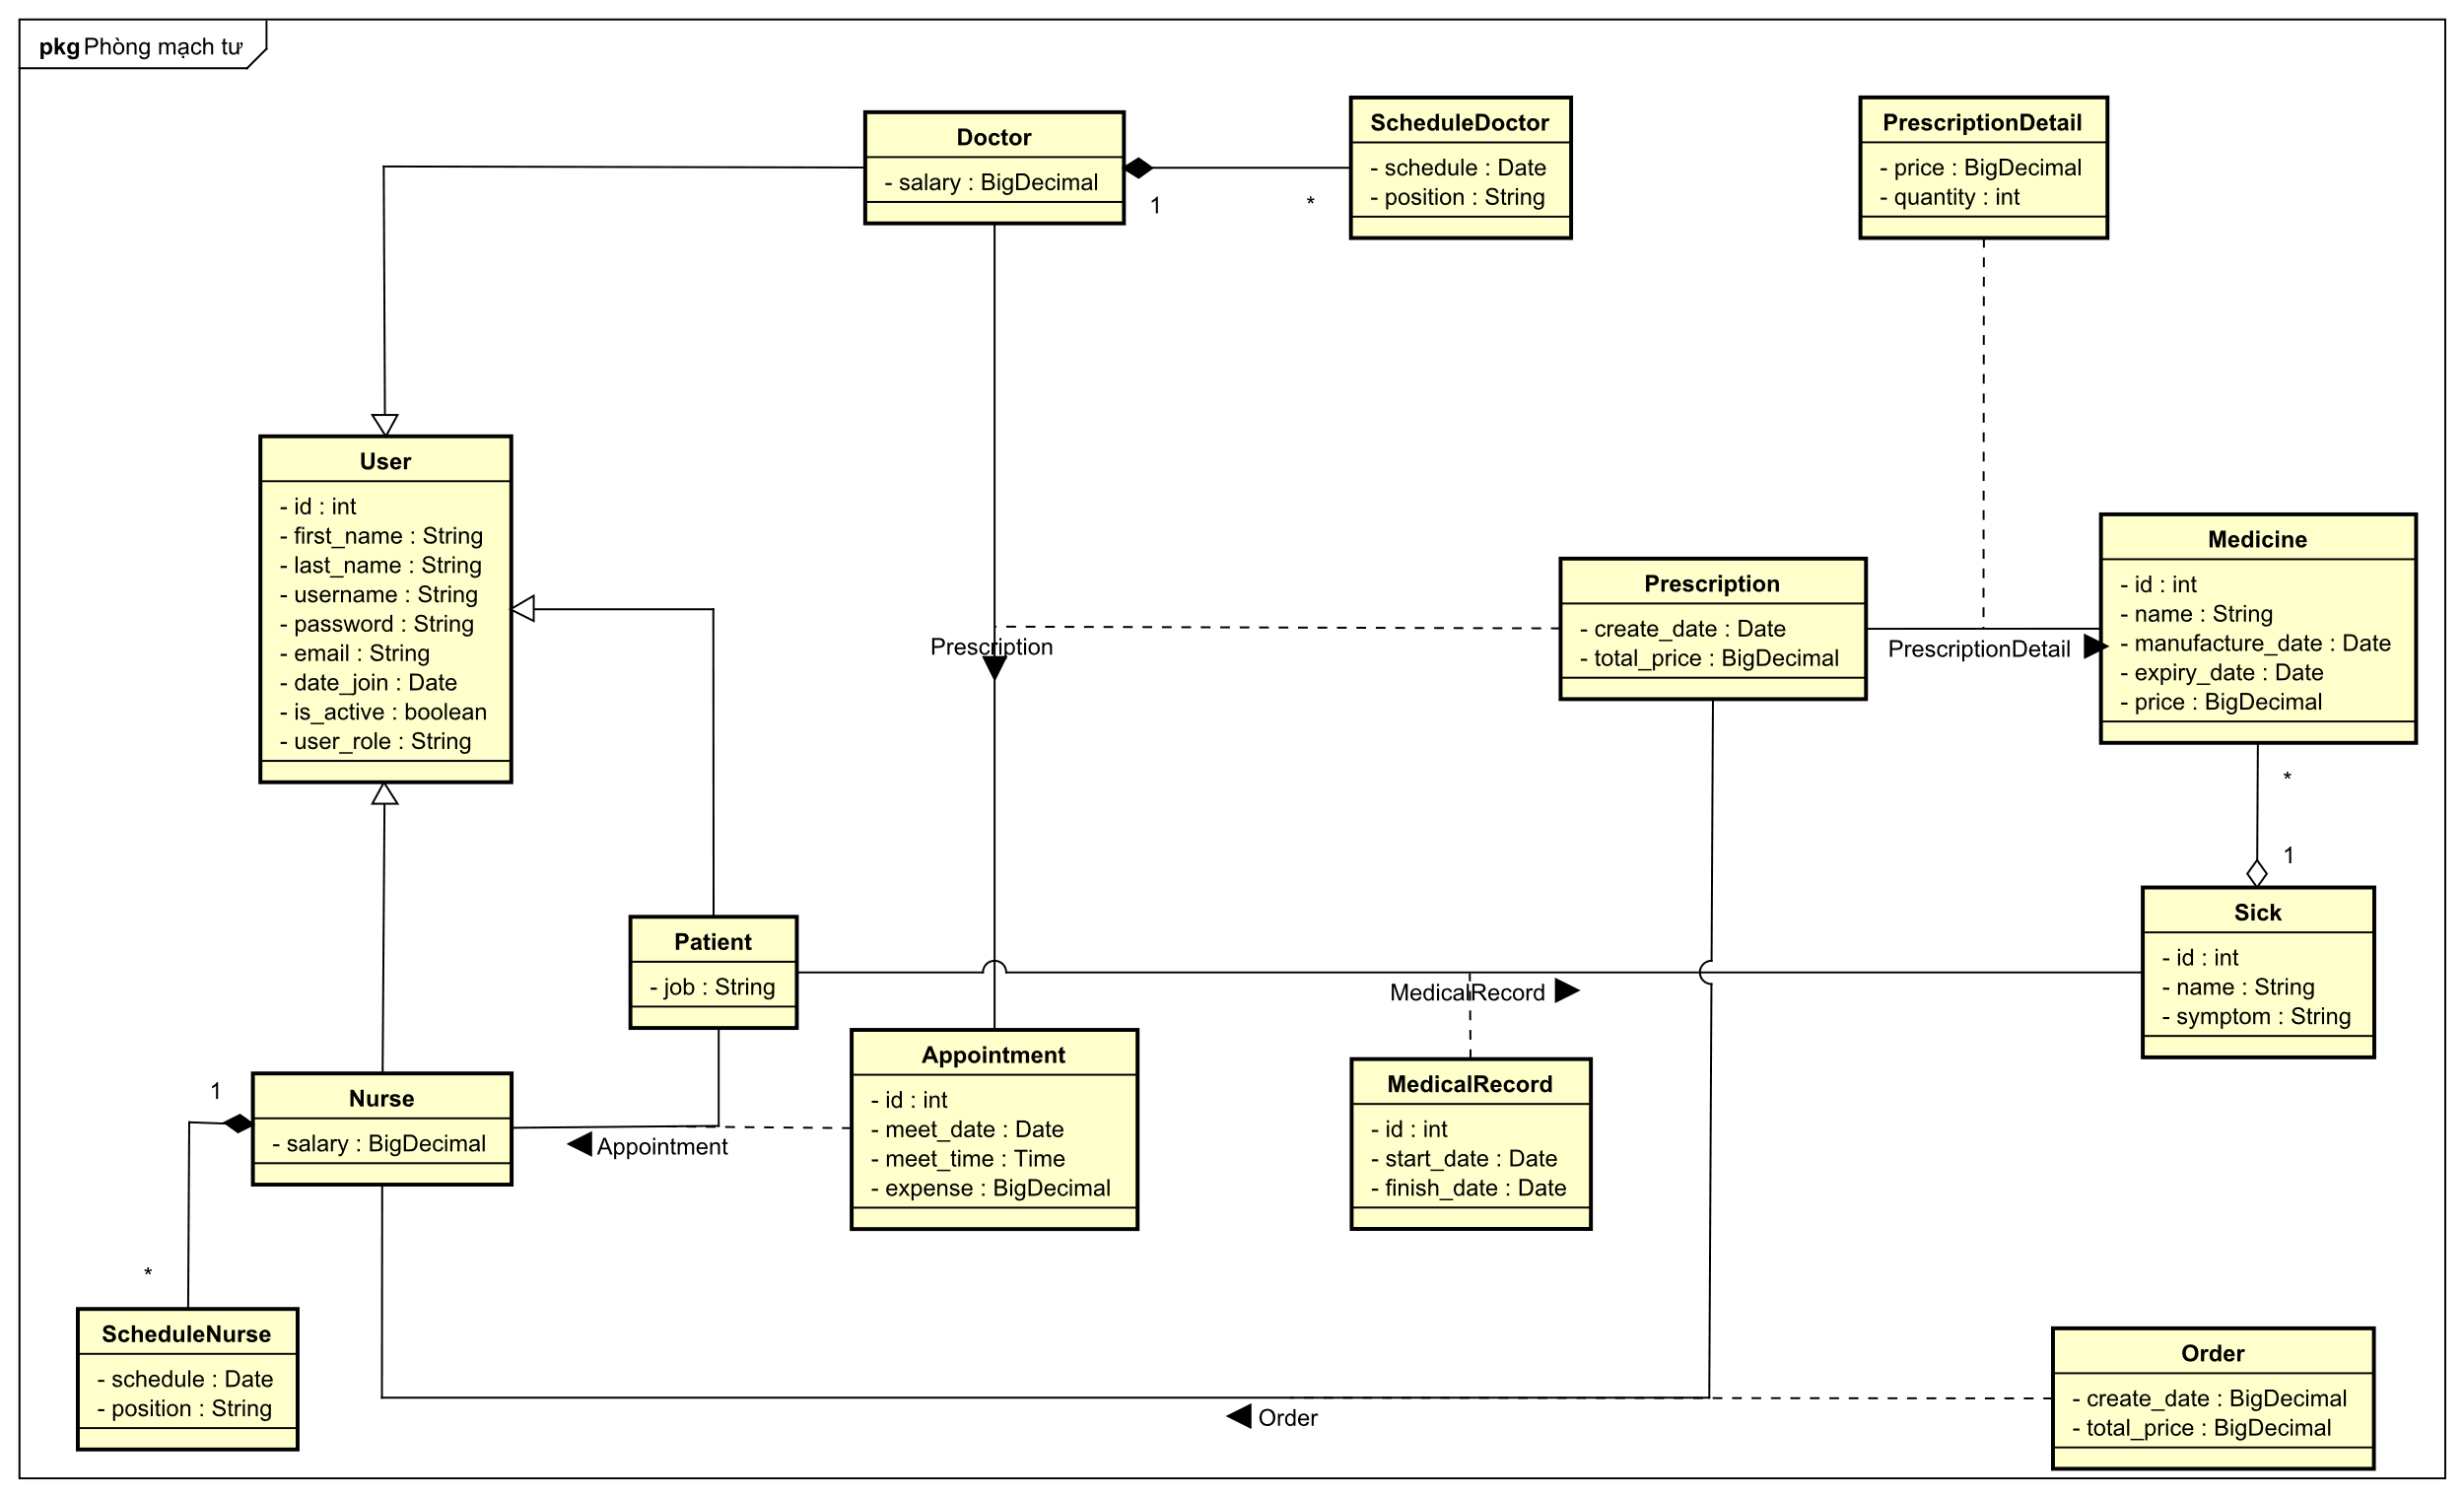 pkg Phòng mạch tư
Doctor
- salary : BigDecimal
1
*
ScheduleDoctor
- schedule : Date
- position : String
PrescriptionDetail
- price : BigDecimal
- quantity : int
User
- id : int
- first_name : String
- last_name : String
- username : String
- password : String
- email : String
- date_join : Date
- is_active : boolean
- user_role : String
Prescription
Prescription
- create_date : Date
- total_price : BigDecimal
PrescriptionDetail
Medicine
- id : int
- name : String
- manufacture_date : Date
- expiry_date : Date
- price : BigDecimal
*
1
Sick
- id : int
- name : String
- symptom : String
Patient
- job : String
MedicalRecord
Appointment
- id : int
- meet_date : Date
- meet_time : Time
- expense : BigDecimal
MedicalRecord
- id : int
- start_date : Date
- finish_date : Date
1
Nurse
- salary : BigDecimal
Appointment
*
ScheduleNurse
- schedule : Date
- position : String
Order
Order
- create_date : BigDecimal
- total_price : BigDecimal